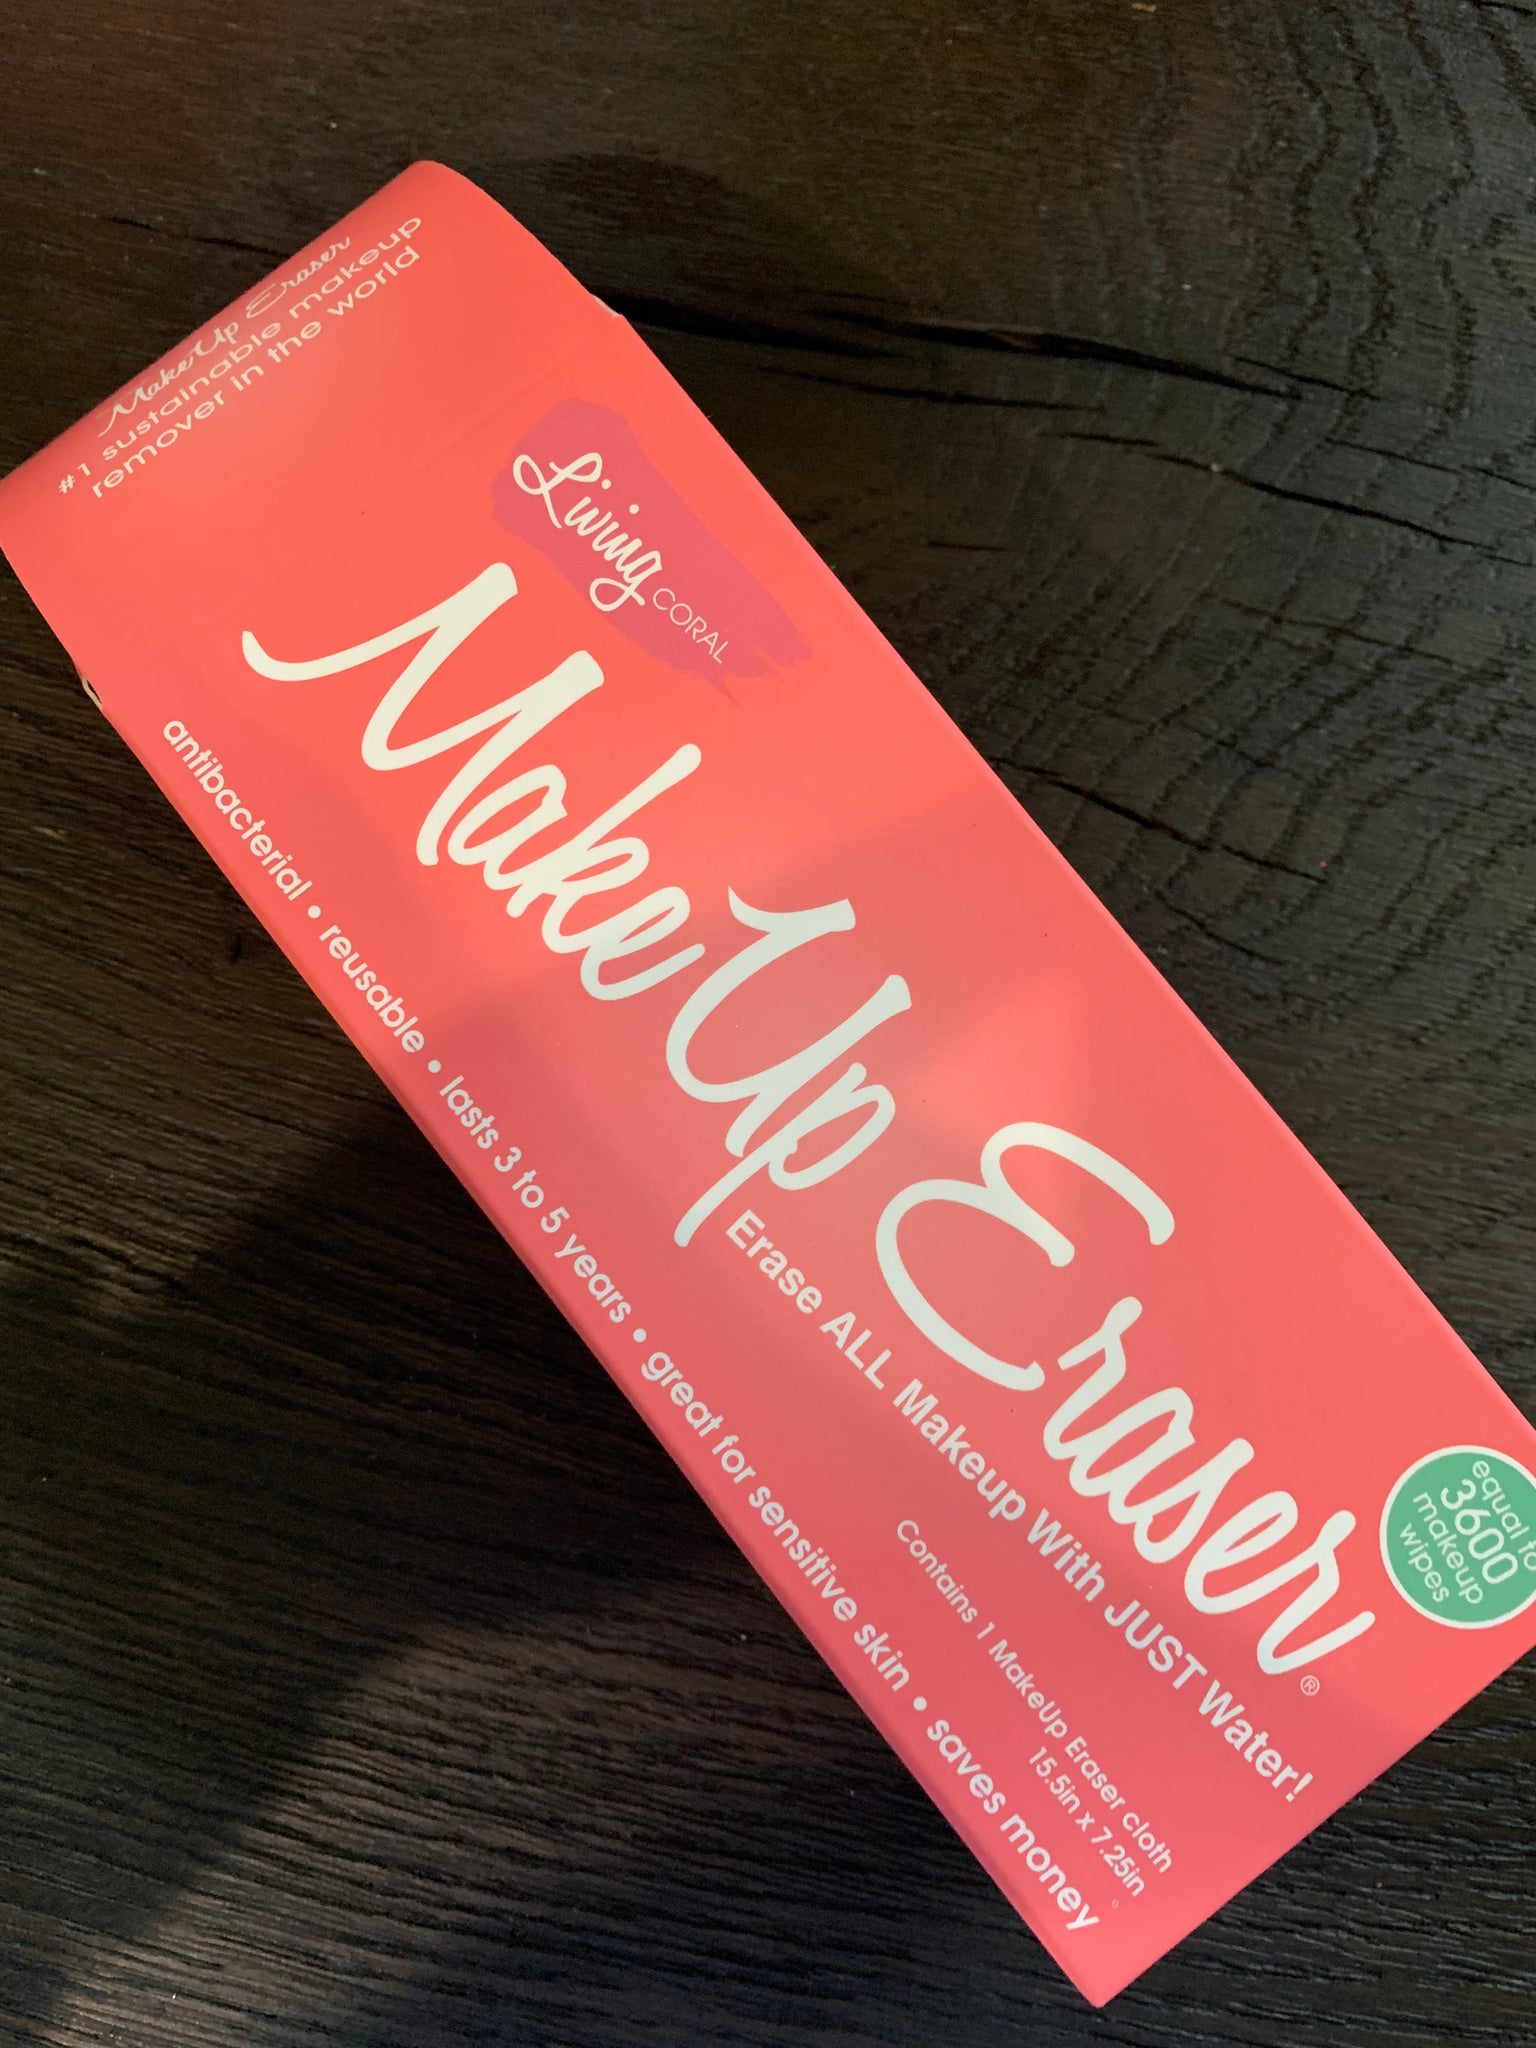 MakeUp Eraser
#1 sustainable makeup
remover in the world
Living CORAL
MakeUp Eraser®
Erase ALL Makeup With JUST Water!
Contains 1 MakeUp Eraser cloth
15.5in x 7.25in
antibacterial • reusable • lasts 3 to 5 years • great for sensitive skin • saves money
equal to
3600
makeup
wipes